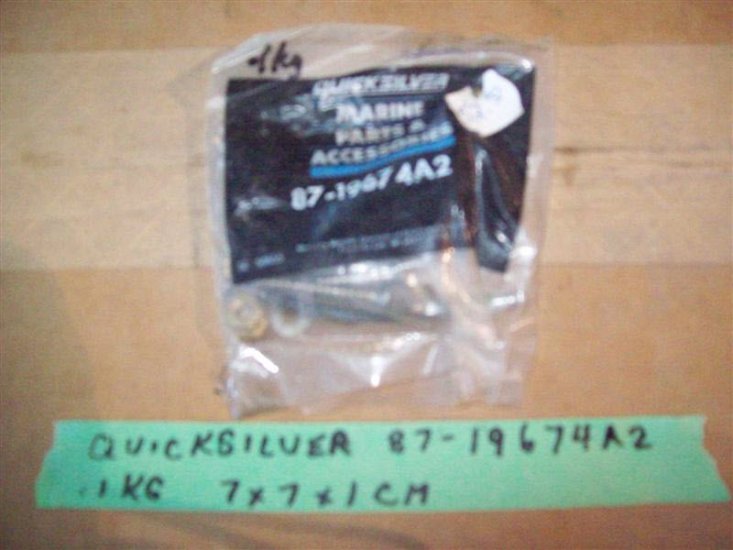 .1kg
QUICKSILVER
MARINE
PARTS &
ACCESSORIES
87-19674A2
QUICKSILVER 87-19674A2
.1KG 7x7x1CM